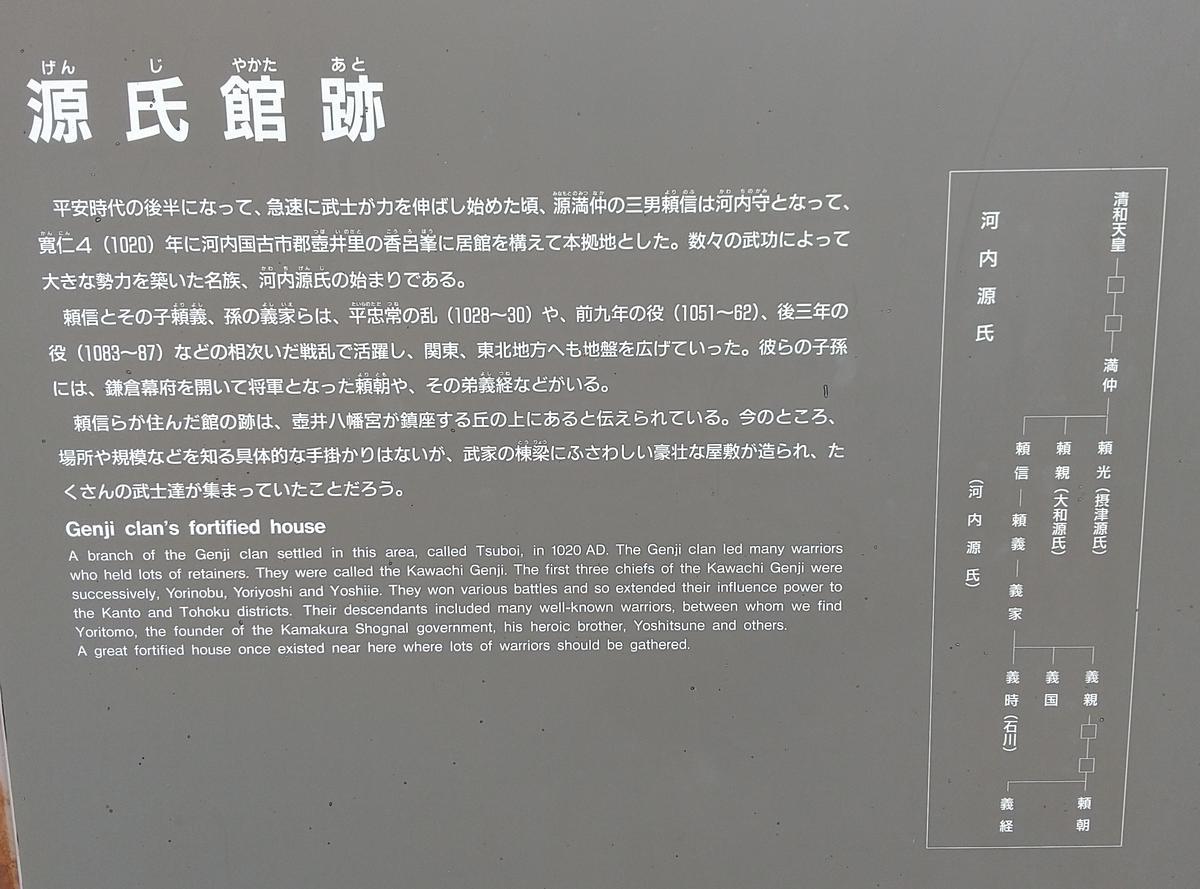 げん じ やかた あと
源氏館跡
平安時代の後半になって、急速に武士が力を伸ばし始めた頃、源満仲の三男頼信は河内守となって、
寛仁4（1020）年に河内国古市郡壺井里の香呂峯に居館を構えて本拠地とした。数々の武功によって
大きな勢力を築いた名族、河内源氏の始まりである。
頼信とその子頼義、孫の義家らは、平忠常の乱（1028～30）や、前九年の役（1051～62）、後三年の
役（1083～87）などの相次いだ戦乱で活躍し、関東、東北地方へも地盤を広げていった。彼らの子孫
には、鎌倉幕府を開いて将軍となった頼朝や、その弟義経などがいる。
頼信らが住んだ館の跡は、壺井八幡宮が鎮座する丘の上にあると伝えられている。今のところ、
場所や規模などを知る具体的な手掛かりはないが、武家の棟梁にふさわしい豪壮な屋敷が造られ、た
くさんの武士達が集まっていたことだろう。
Genji clan's fortified house
A branch of the Genji clan settled in this area, called Tsuboi, in 1020 AD. The Genji clan led many warriors
who held lots of retainers. They were called the Kawachi Genji. The first three chiefs of the Kawachi Genji were
successively, Yorinobu, Yoriyoshi and Yoshiie. They won various battles and so extended their influence power to
the Kanto and Tohoku districts. Their descendants included many well-known warriors, between whom we find
Yoritomo, the founder of the Kamakura Shognal government, his heroic brother, Yoshitsune and others.
A great fortified house once existed near here where lots of warriors should be gathered.
河内源氏
清和天皇
満仲
頼光（摂津源氏）
頼親（大和源氏）
頼信
頼義
義家
（河内源氏）
義親
義国
義時（石川）
頼朝
義経